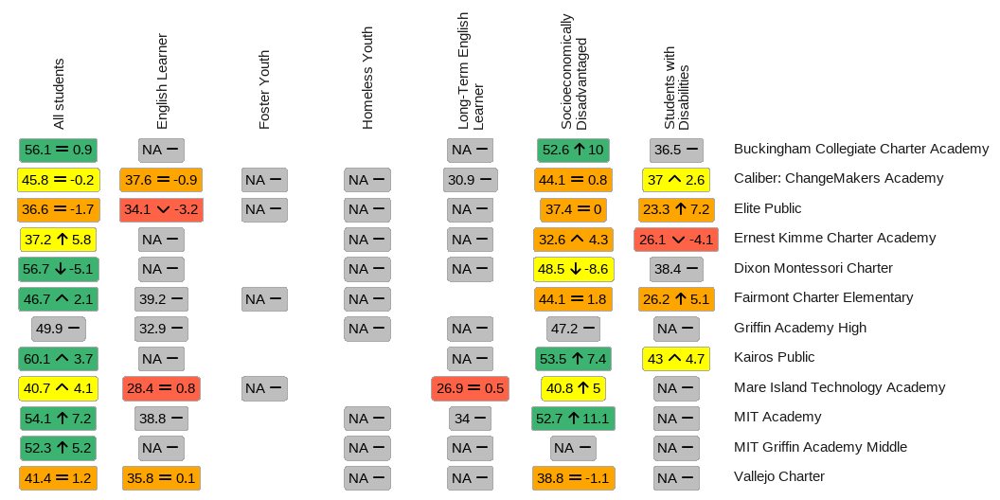 All students
English Learner
Foster Youth
Homeless Youth
Long-Term English
Learner
Socioeconomically
Disadvantaged
Students with
Disabilities
56.1 = 0.9 NA – NA – 52.6 ↑ 10 36.5 – Buckingham Collegiate Charter Academy
45.8 = -0.2 37.6 = -0.9 NA – NA – 30.9 – 44.1 = 0.8 37 ^ 2.6 Caliber: ChangeMakers Academy
36.6 = -1.7 34.1 ⌄ -3.2 NA – NA – NA – 37.4 = 0 23.3 ↑ 7.2 Elite Public
37.2 ↑ 5.8 NA – NA – NA – 32.6 ^ 4.3 26.1 ⌄ -4.1 Ernest Kimme Charter Academy
56.7 ↓ -5.1 NA – NA – NA – 48.5 ↓ -8.6 38.4 – Dixon Montessori Charter
46.7 ^ 2.1 39.2 – NA – NA – 44.1 = 1.8 26.2 ↑ 5.1 Fairmont Charter Elementary
49.9 – 32.9 – NA – NA – 47.2 – NA – Griffin Academy High
60.1 ^ 3.7 NA – NA – 53.5 ↑ 7.4 43 ^ 4.7 Kairos Public
40.7 ^ 4.1 28.4 = 0.8 NA – 26.9 = 0.5 40.8 ↑ 5 NA – Mare Island Technology Academy
54.1 ↑ 7.2 38.8 – NA – 34 – 52.7 ↑ 11.1 NA – MIT Academy
52.3 ↑ 5.2 NA – NA – NA – NA – NA – MIT Griffin Academy Middle
41.4 = 1.2 35.8 = 0.1 NA – NA – 38.8 = -1.1 NA – Vallejo Charter